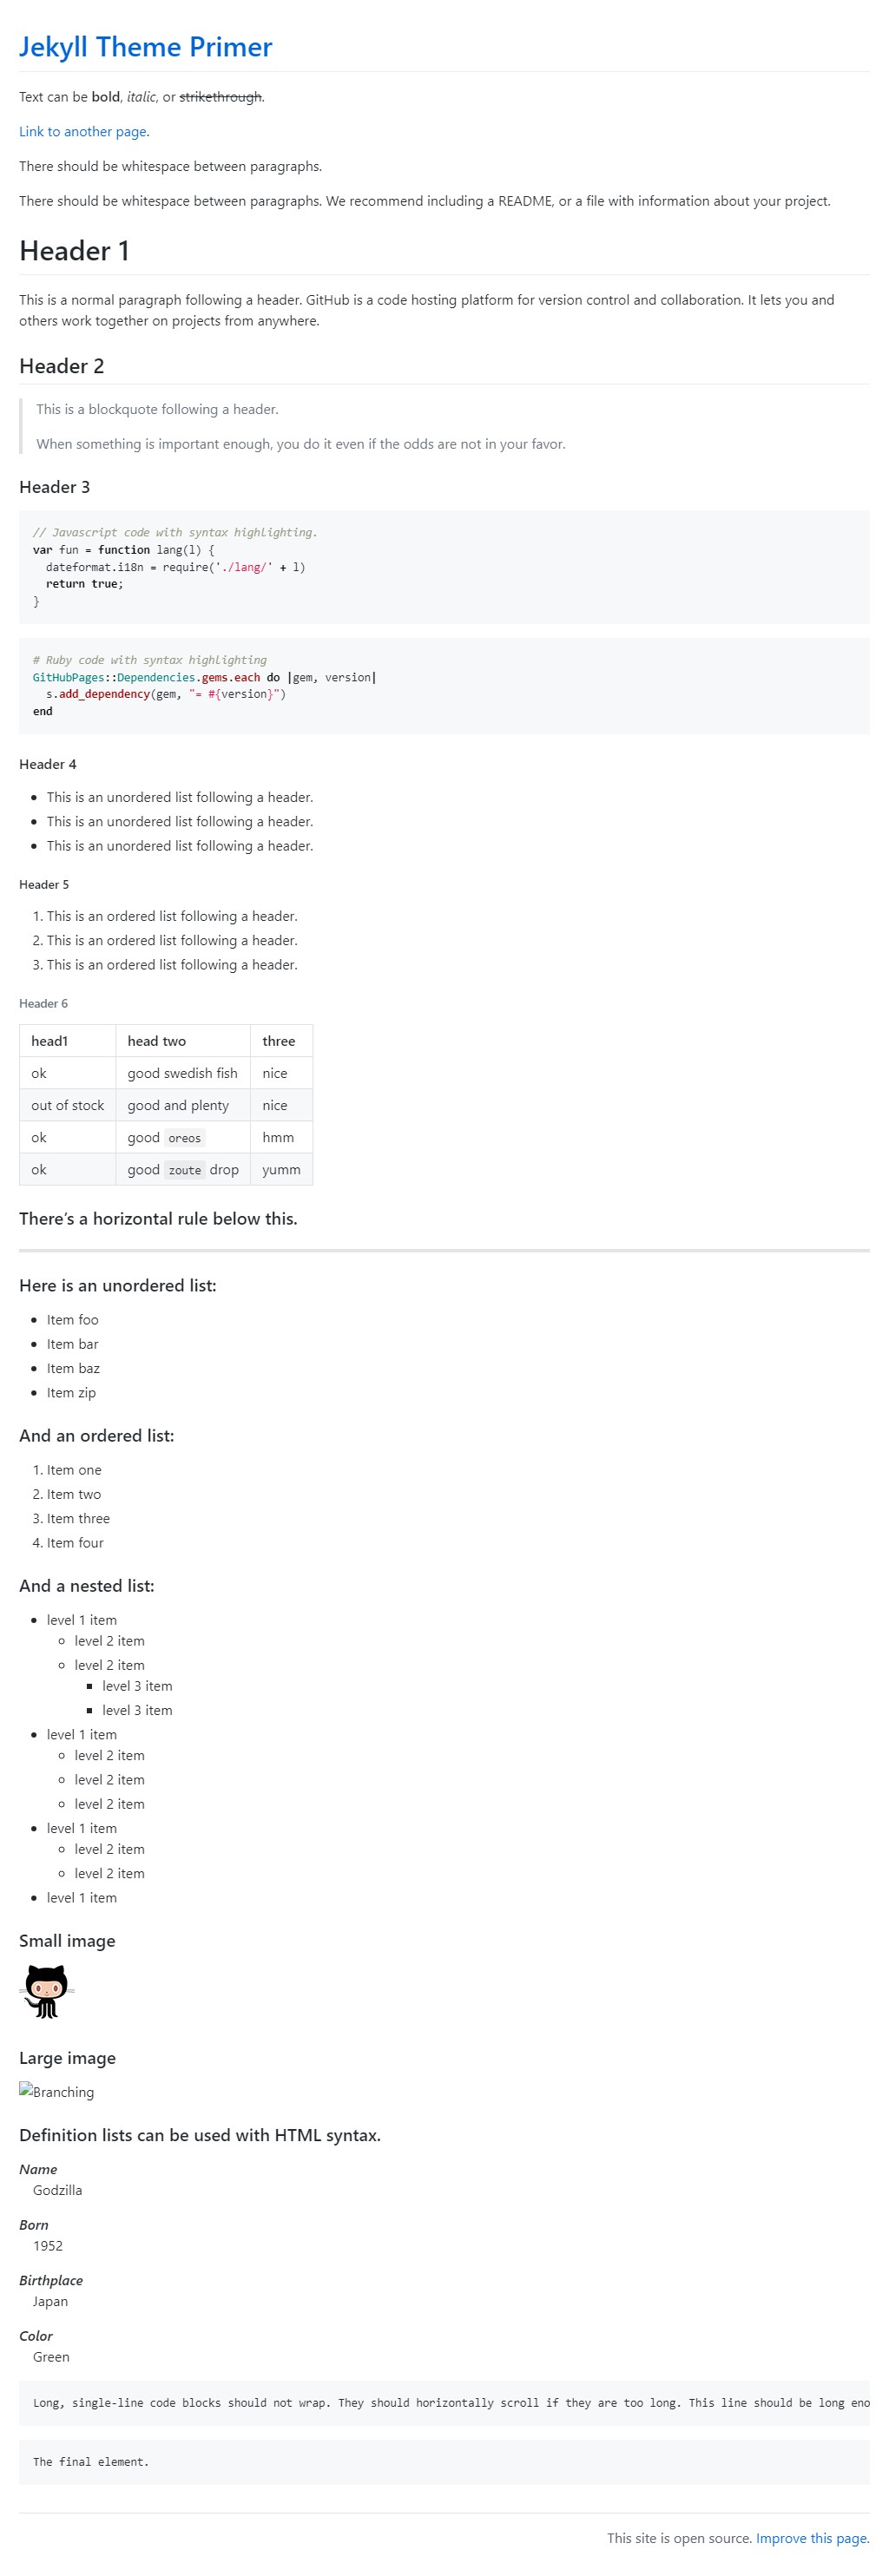 Jekyll Theme Primer
Text can be bold, italic, or strikethrough.
Link to another page.
There should be whitespace between paragraphs.
There should be whitespace between paragraphs. We recommend including a README, or a file with information about your project.
Header 1
This is a normal paragraph following a header. GitHub is a code hosting platform for version control and collaboration. It lets you and
others work together on projects from anywhere.
Header 2
This is a blockquote following a header.
When something is important enough, you do it even if the odds are not in your favor.
Header 3
// Javascript code with syntax highlighting.
var fun = function lang(l) {
  dateformat.i18n = require('./lang/' + l)
  return true;
}
# Ruby code with syntax highlighting
GitHubPages::Dependencies.gems.each do |gem, version|
  s.add_dependency(gem, "= #{version}")
end
Header 4
• This is an unordered list following a header.
• This is an unordered list following a header.
• This is an unordered list following a header.
Header 5
1. This is an ordered list following a header.
2. This is an ordered list following a header.
3. This is an ordered list following a header.
Header 6
head1 head two three
ok good swedish fish nice
out of stock good and plenty nice
ok good oreos hmm
ok good zoute drop yumm
There’s a horizontal rule below this.
Here is an unordered list:
• Item foo
• Item bar
• Item baz
• Item zip
And an ordered list:
1. Item one
2. Item two
3. Item three
4. Item four
And a nested list:
• level 1 item
◦ level 2 item
◦ level 2 item
▪ level 3 item
▪ level 3 item
• level 1 item
◦ level 2 item
◦ level 2 item
◦ level 2 item
• level 1 item
◦ level 2 item
◦ level 2 item
• level 1 item
Small image
Large image
Branching
Definition lists can be used with HTML syntax.
Name
Godzilla
Born
1952
Birthplace
Japan
Color
Green
Long, single-line code blocks should not wrap. They should horizontally scroll if they are too long. This line should be long eno
The final element.
This site is open source. Improve this page.